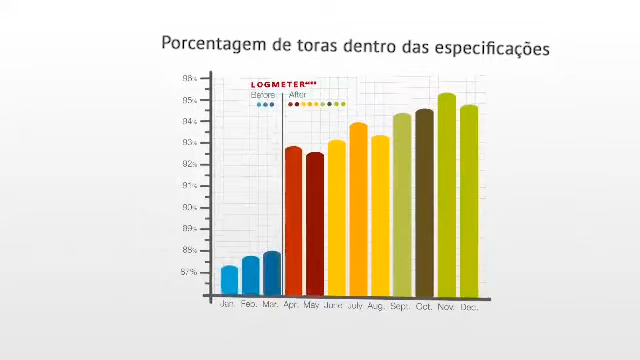 Porcentagem de toras dentro das especificações
LOGMETER
Before After
96%
95%
94%
93%
92%
91%
90%
89%
88%
87%
Jan. Feb. Mar. Apr. May June July Aug. Sept. Oct. Nov. Dec.